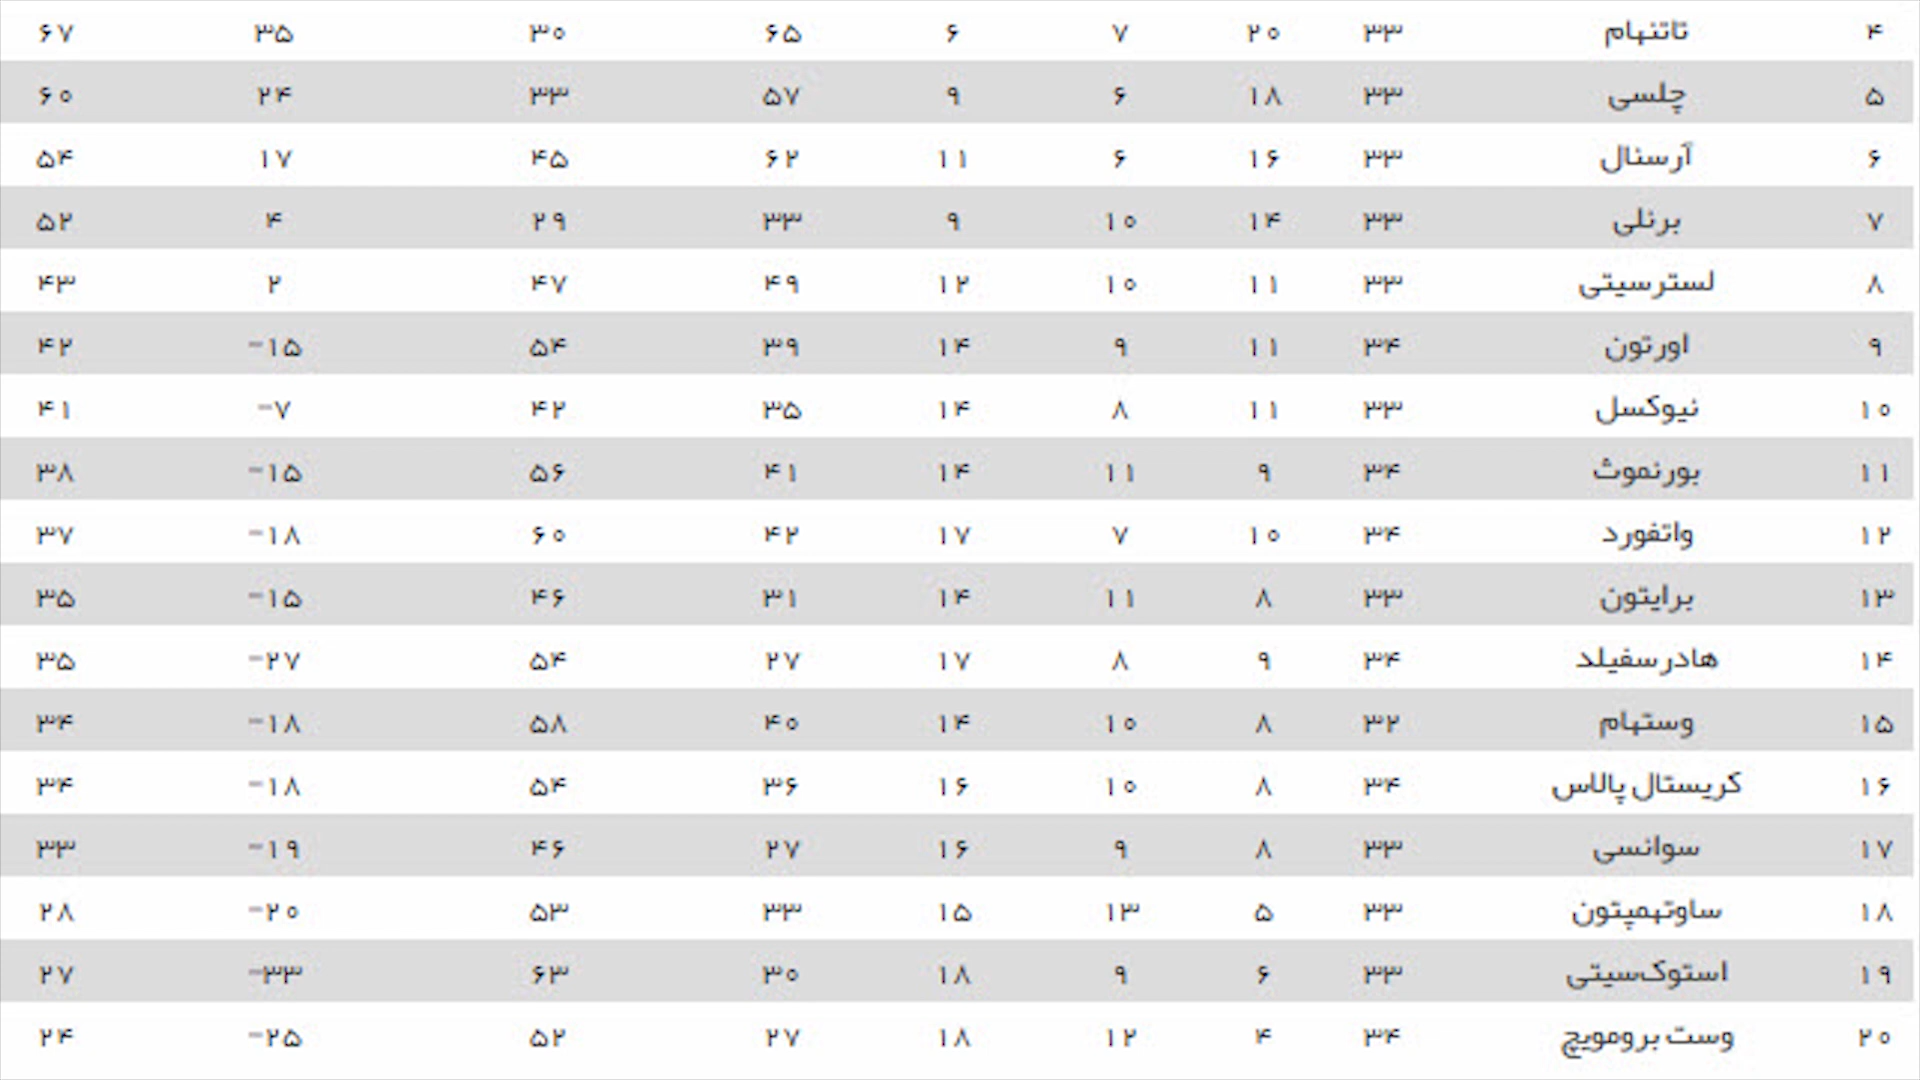 ۴ تاتنهام ۳۳ ۲۰ ۷ ۶ ۶۵ ۳۰ ۳۵ ۶۷
۵ چلسی ۳۳ ۱۸ ۶ ۹ ۵۷ ۳۳ ۲۴ ۶۰
۶ آرسنال ۳۳ ۱۶ ۶ ۱۱ ۶۲ ۴۵ ۱۷ ۵۴
۷ برنلی ۳۳ ۱۴ ۱۰ ۹ ۳۳ ۲۹ ۴ ۵۲
۸ لسترسیتی ۳۳ ۱۱ ۱۰ ۱۲ ۴۹ ۴۷ ۲ ۴۳
۹ اورتون ۳۴ ۱۱ ۹ ۱۴ ۳۹ ۵۴ -۱۵ ۴۲
۱۰ نیوکسل ۳۳ ۱۱ ۸ ۱۴ ۳۵ ۴۲ -۷ ۴۱
۱۱ بورنموث ۳۴ ۹ ۱۱ ۱۴ ۴۱ ۵۶ -۱۵ ۳۸
۱۲ واتفورد ۳۴ ۱۰ ۷ ۱۷ ۴۲ ۶۰ -۱۸ ۳۷
۱۳ برایتون ۳۳ ۸ ۱۱ ۱۴ ۳۱ ۴۶ -۱۵ ۳۵
۱۴ هادرسفیلد ۳۴ ۹ ۸ ۱۷ ۲۷ ۵۴ -۲۷ ۳۵
۱۵ وستهام ۳۲ ۸ ۱۰ ۱۴ ۴۰ ۵۸ -۱۸ ۳۴
۱۶ کریستال پالاس ۳۴ ۸ ۱۰ ۱۶ ۳۶ ۵۴ -۱۸ ۳۴
۱۷ سوانسی ۳۳ ۸ ۹ ۱۶ ۲۷ ۴۶ -۱۹ ۳۳
۱۸ ساوتهمپتون ۳۳ ۵ ۱۳ ۱۵ ۳۳ ۵۳ -۲۰ ۲۸
۱۹ استوک‌سیتی ۳۳ ۶ ۹ ۱۸ ۳۰ ۶۳ -۳۳ ۲۷
۲۰ وست برومویچ ۳۴ ۴ ۱۲ ۱۸ ۲۷ ۵۲ -۲۵ ۲۴